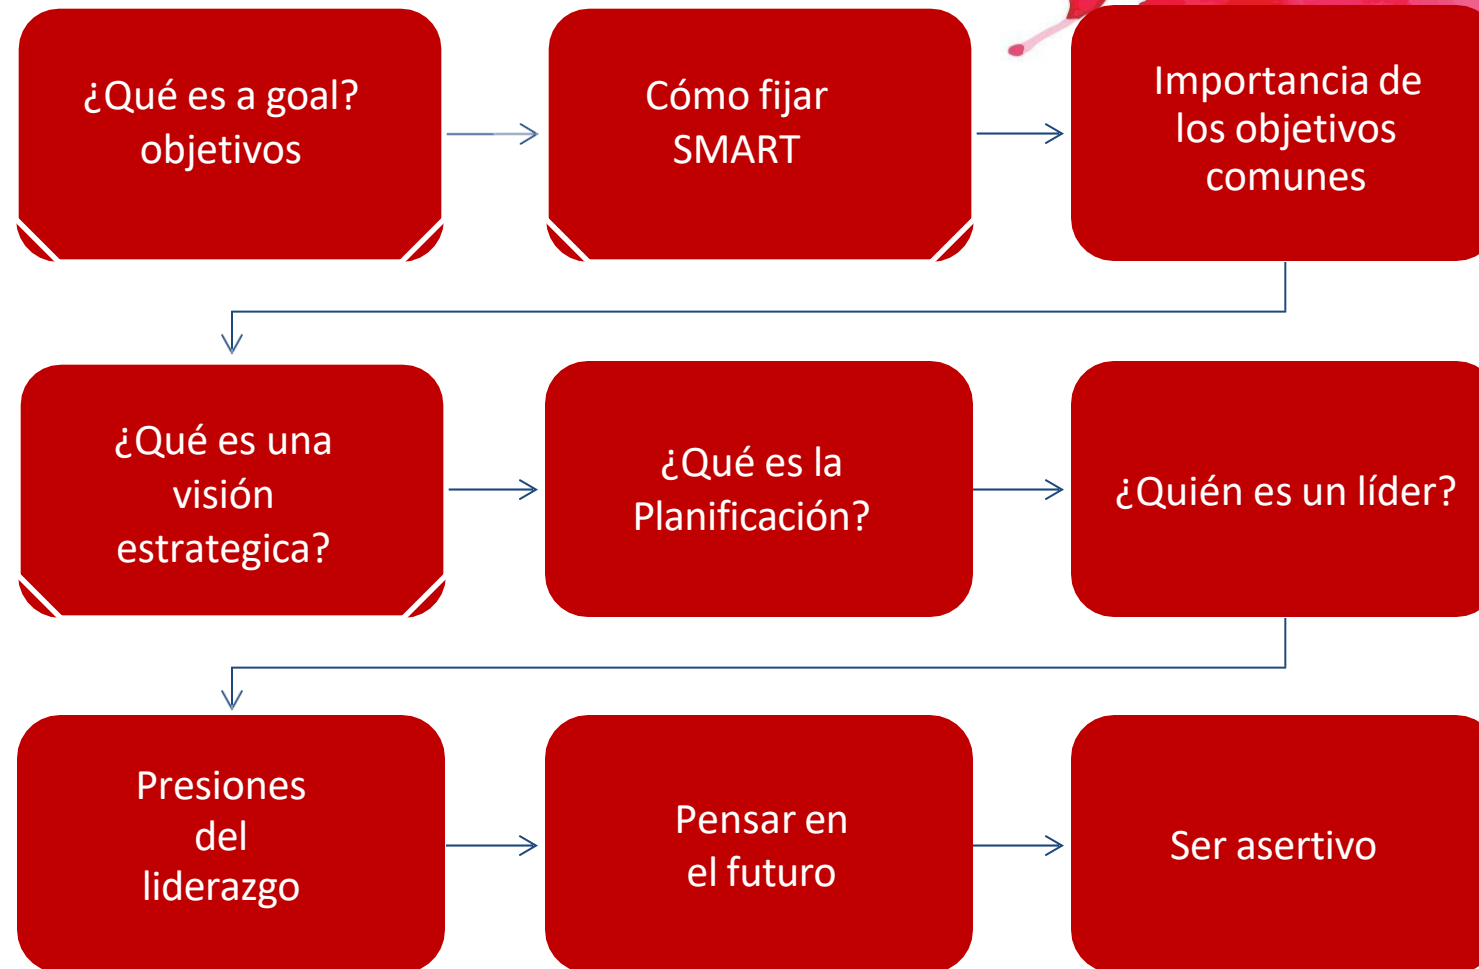 ¿Qué es a goal?
objetivos
Cómo fijar
SMART
Importancia de
los objetivos
comunes
¿Qué es una
visión
estrategica?
¿Qué es la
Planificación?
¿Quién es un líder?
Presiones
del
liderazgo
Pensar en
el futuro
Ser asertivo